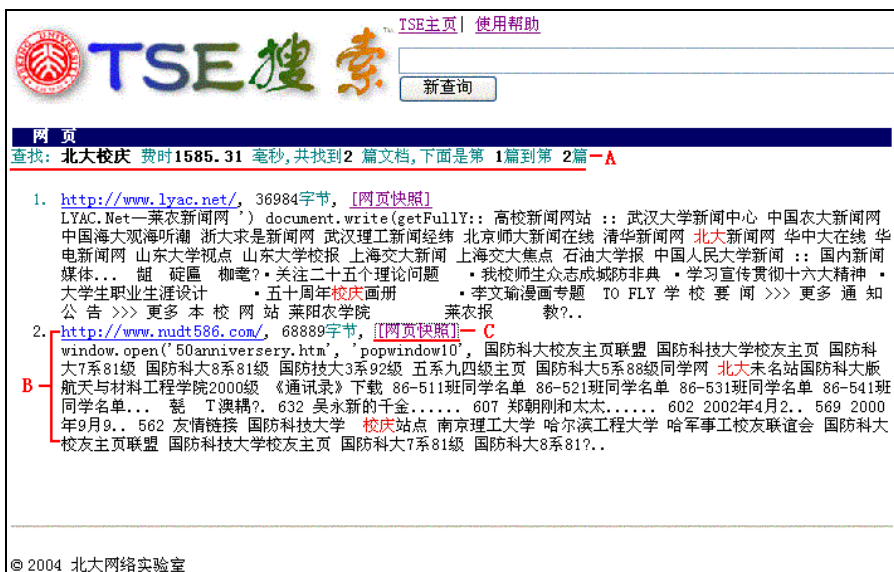 TSE主页| 使用帮助
TSE搜索
新查询
网 页
查找: 北大校庆 费时1585.31 毫秒,共找到2 篇文档,下面是第 1篇到第 2篇 A
1. http://www.lyac.net/, 36984字节, [网页快照]
LYAC.Net—莱农新闻网 ') document.write(getFullY:: 高校新闻网站 :: 武汉大学新闻中心 中国农大新闻网
中国海大观海听潮 浙大求是新闻网 武汉理工新闻经纬 北京师大新闻在线 清华新闻网 北大新闻网 华中大在线 华
电新闻网 山东大学视点 山东大学校报 上海交大新闻 上海交大焦点 石油大学报 中国人民大学新闻 :: 国内新闻
媒体... 碇 ?·关注二十五个理论问题 ·我校师生众志成城防非典 ·学习宣传贯彻十六大精神 ·
大学生职业生涯设计 ·五十周年校庆画册 ·李文瑜漫画专题 TO FLY 学 校 要 闻 >>> 更多 通 知
公 告 >>> 更多 本 校 网 站 莱阳农学院 莱农报 教?..
2. http://www.nudt586.com/, 68889字节, [网页快照] C
window.open('50anniversery.htm', 'popwindow10', 国防科大校友主页联盟 国防科技大学校友主页 国防科
大7系81级 国防科大8系81级 国防技大3系92级 五系九四级主页 国防科大5系88级同学网 北大未名站国防科大版
B 航天与材料工程学院2000级 《通讯录》下载 86-511班同学名单 86-521班同学名单 86-531班同学名单 86-541班
同学名单... T澳耦?. 632 吴永新的千金...... 607 郑朝刚和太太...... 602 2002年4月2.. 569 2000
年9月9.. 562 友情链接 国防科技大学 校庆站点 南京理工大学 哈尔滨工程大学 哈军事工校友联谊会 国防科大
校友主页联盟 国防科技大学校友主页 国防科大7系81级 国防科大8系81?..
© 2004 北大网络实验室